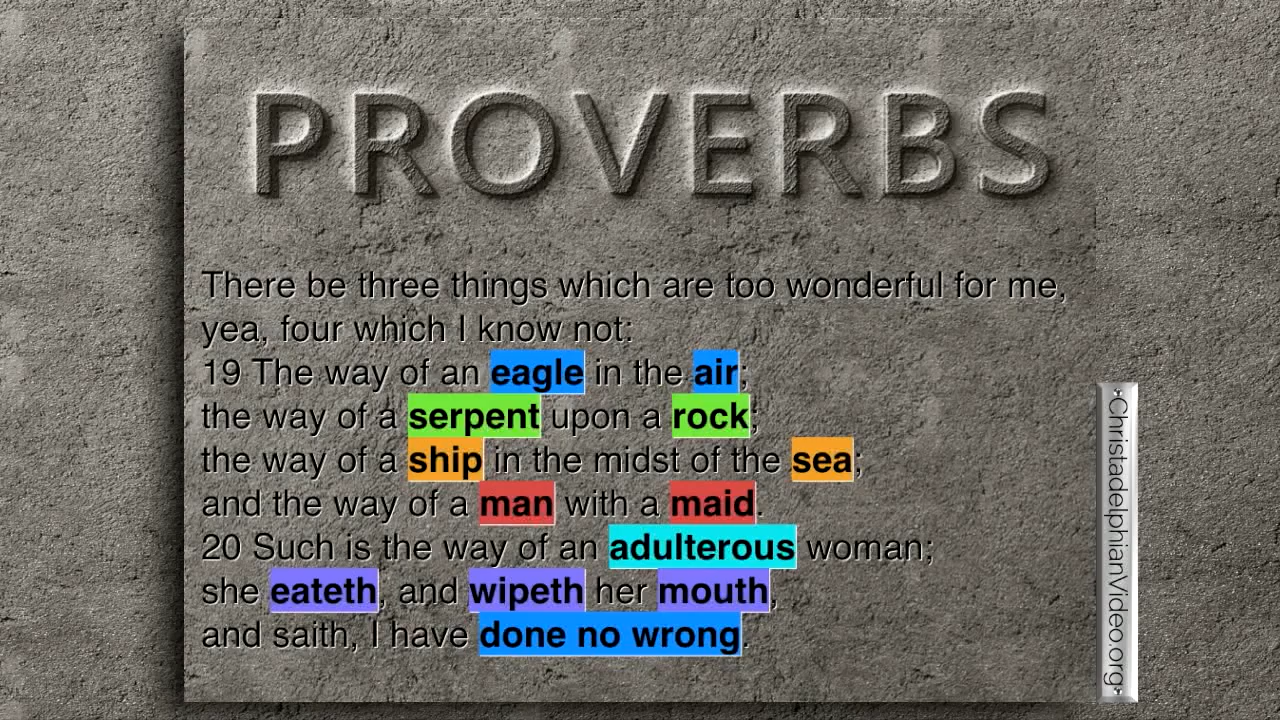 PROVERBS
There be three things which are too wonderful for me,
yea, four which I know not:
19 The way of an eagle in the air;
the way of a serpent upon a rock;
the way of a ship in the midst of the sea;
and the way of a man with a maid.
20 Such is the way of an adulterous woman;
she eateth, and wipeth her mouth,
and saith, I have done no wrong.
ChristadelphianVideo.org